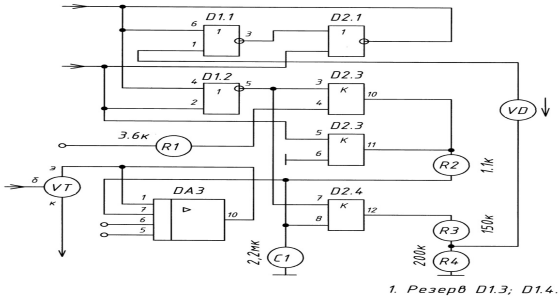 D1.1 D2.1
6 1 3 1
1
D1.2 D2.3
4 1 5 3 К 10
2 4
3.6к R1 D2.3 VD
5 К 11
6 R2 1.1к
э
б VT DA3 D2.4
к 1 7 К 12
7 10 8
6 R3 150к
5 2,2мк С1 200к R4
1. Резерв D1.3; D1.4.